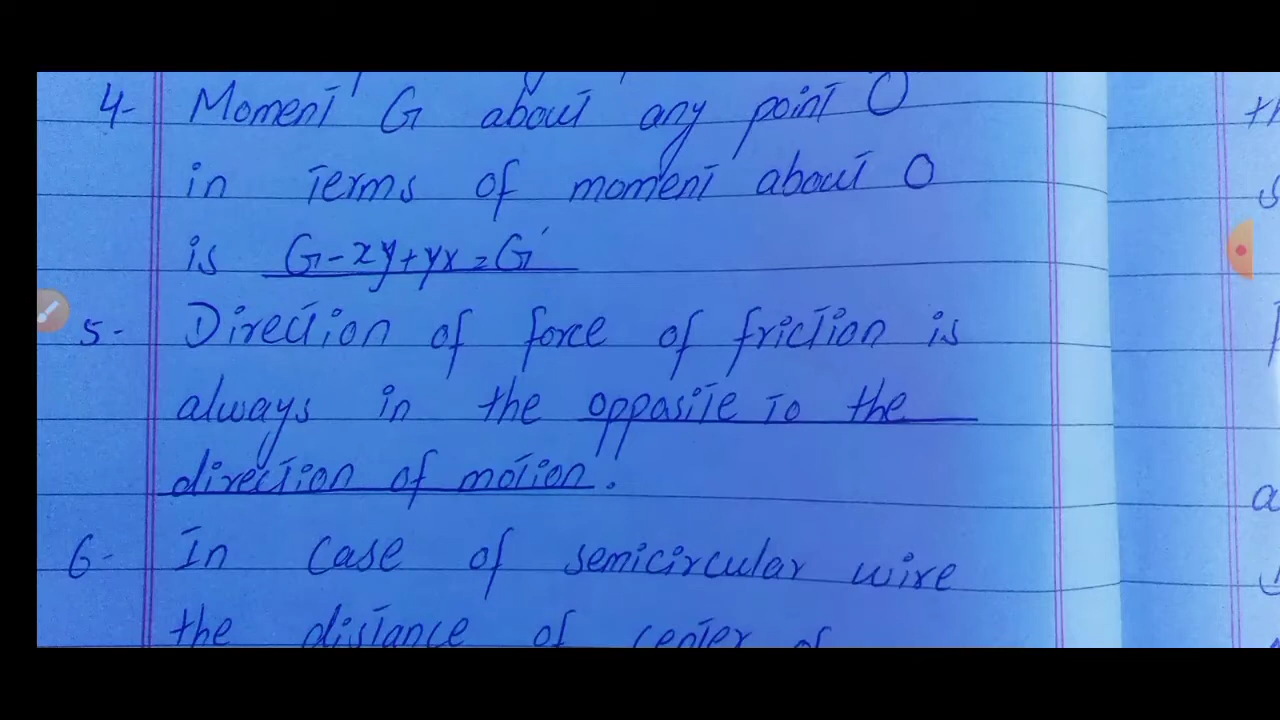 4- Moment G about any point O'
in terms of moment about O
is G-xy+yx=G'
5- Direction of force of friction is
always in the opposite to the
direction of motion.
6- In case of semicircular wire
the distance of center of